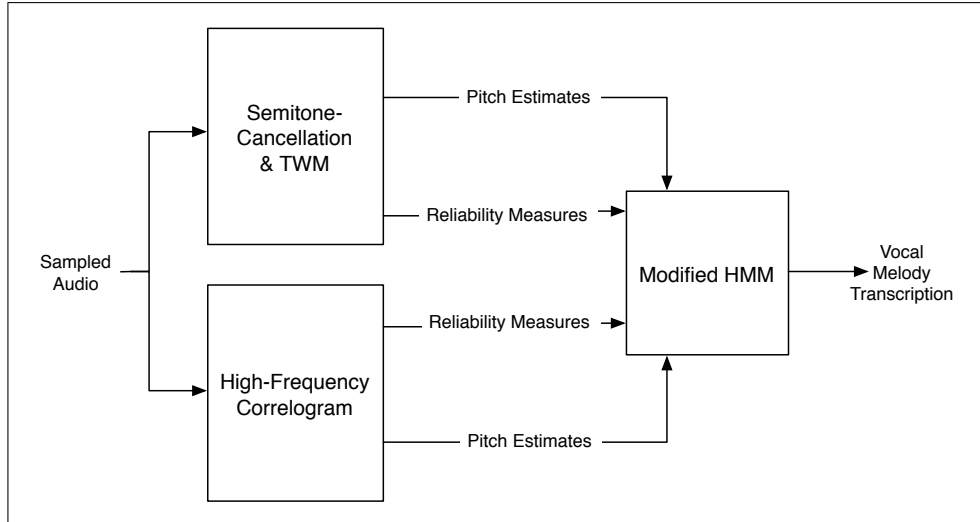 Semitone-
Cancellation
& TWM
Pitch Estimates
Reliability Measures
Sampled
Audio
Modified HMM
Vocal
Melody
Transcription
Reliability Measures
High-Frequency
Correlogram
Pitch Estimates